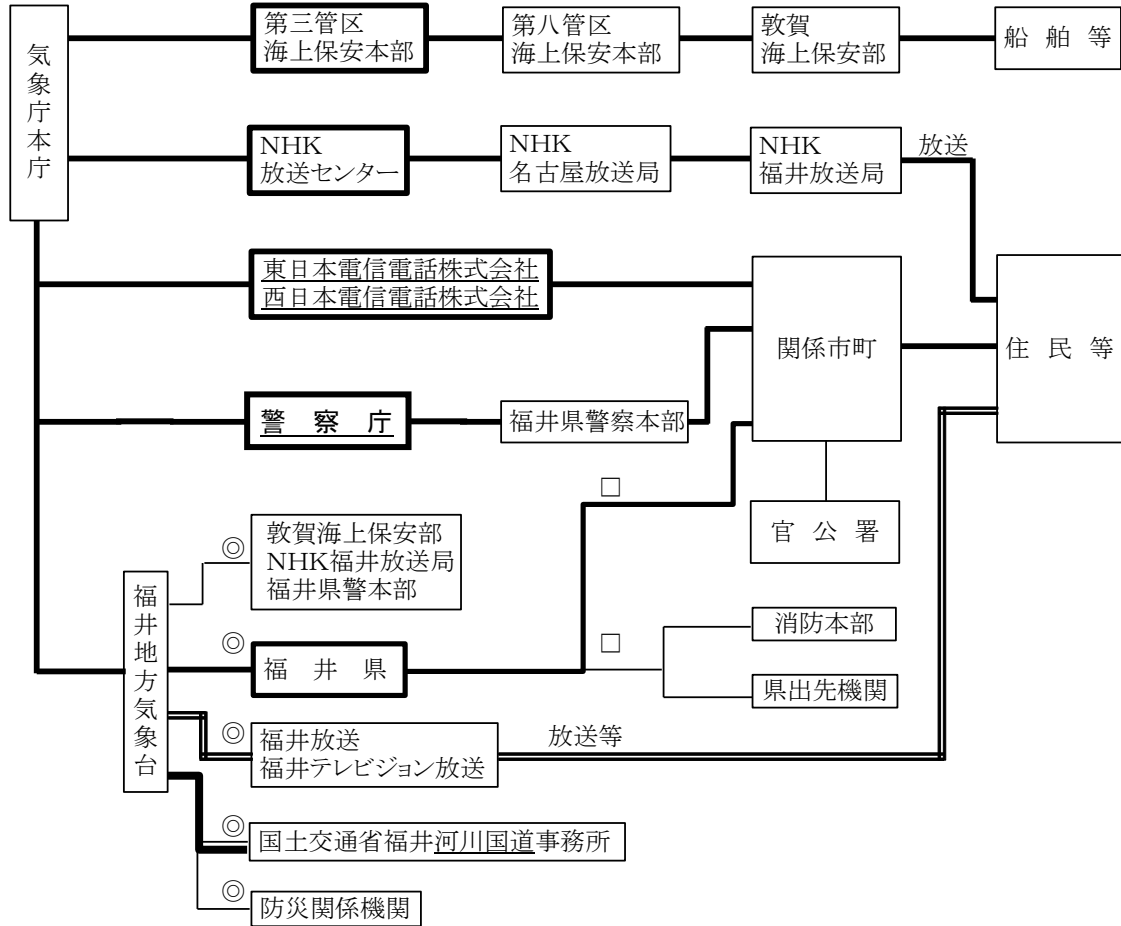 気象庁本庁
第三管区
海上保安本部
第八管区
海上保安本部
敦賀
海上保安部
船舶等
NHK
放送センター
NHK
名古屋放送局
NHK
福井放送局
放送
東日本電信電話株式会社
西日本電信電話株式会社
関係市町
住民等
警察庁
福井県警察本部
□
官公署
◎
敦賀海上保安部
NHK福井放送局
福井県警本部
福井地方気象台
◎
福井県
□
消防本部
県出先機関
◎
福井放送
福井テレビジョン放送
放送等
◎
国土交通省福井河川国道事務所
◎
防災関係機関